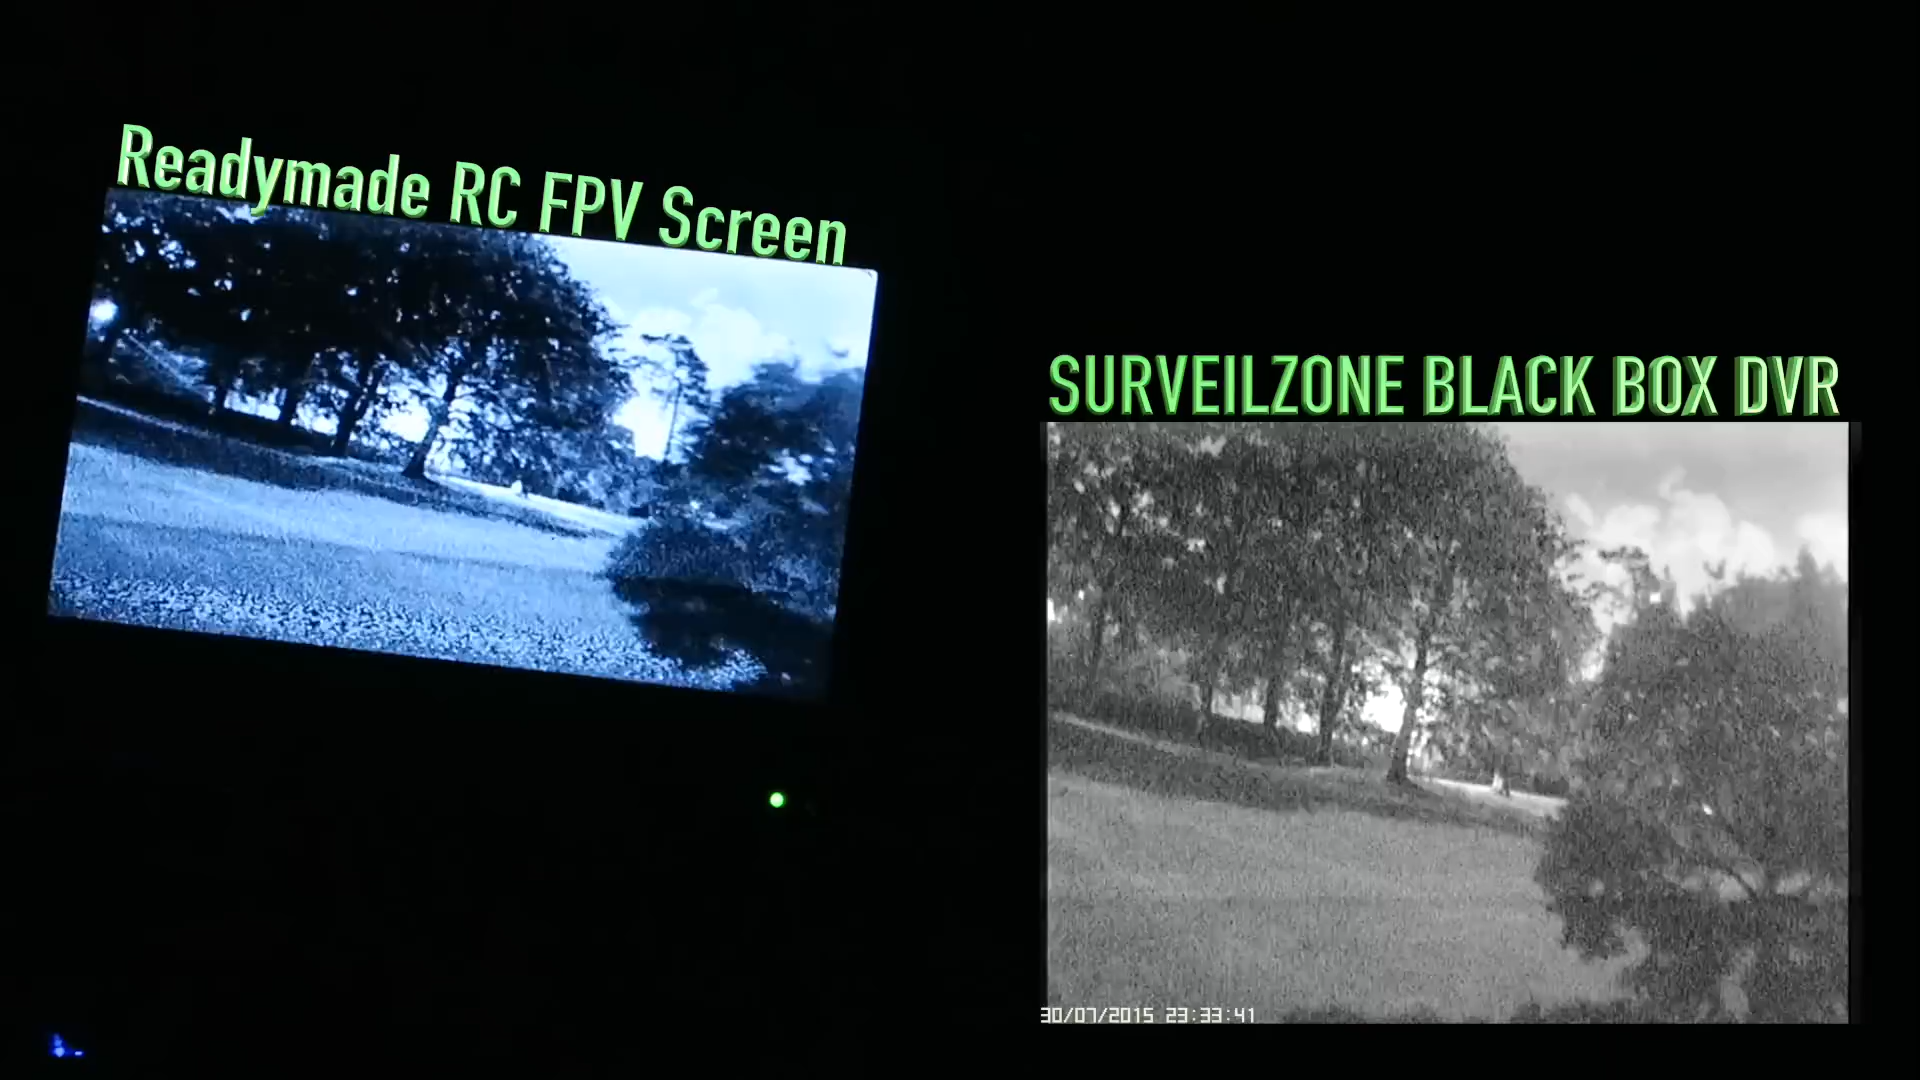 Readymade RC FPV Screen
SURVEILZONE BLACK BOX DVR
30/07/2015 23:33:41